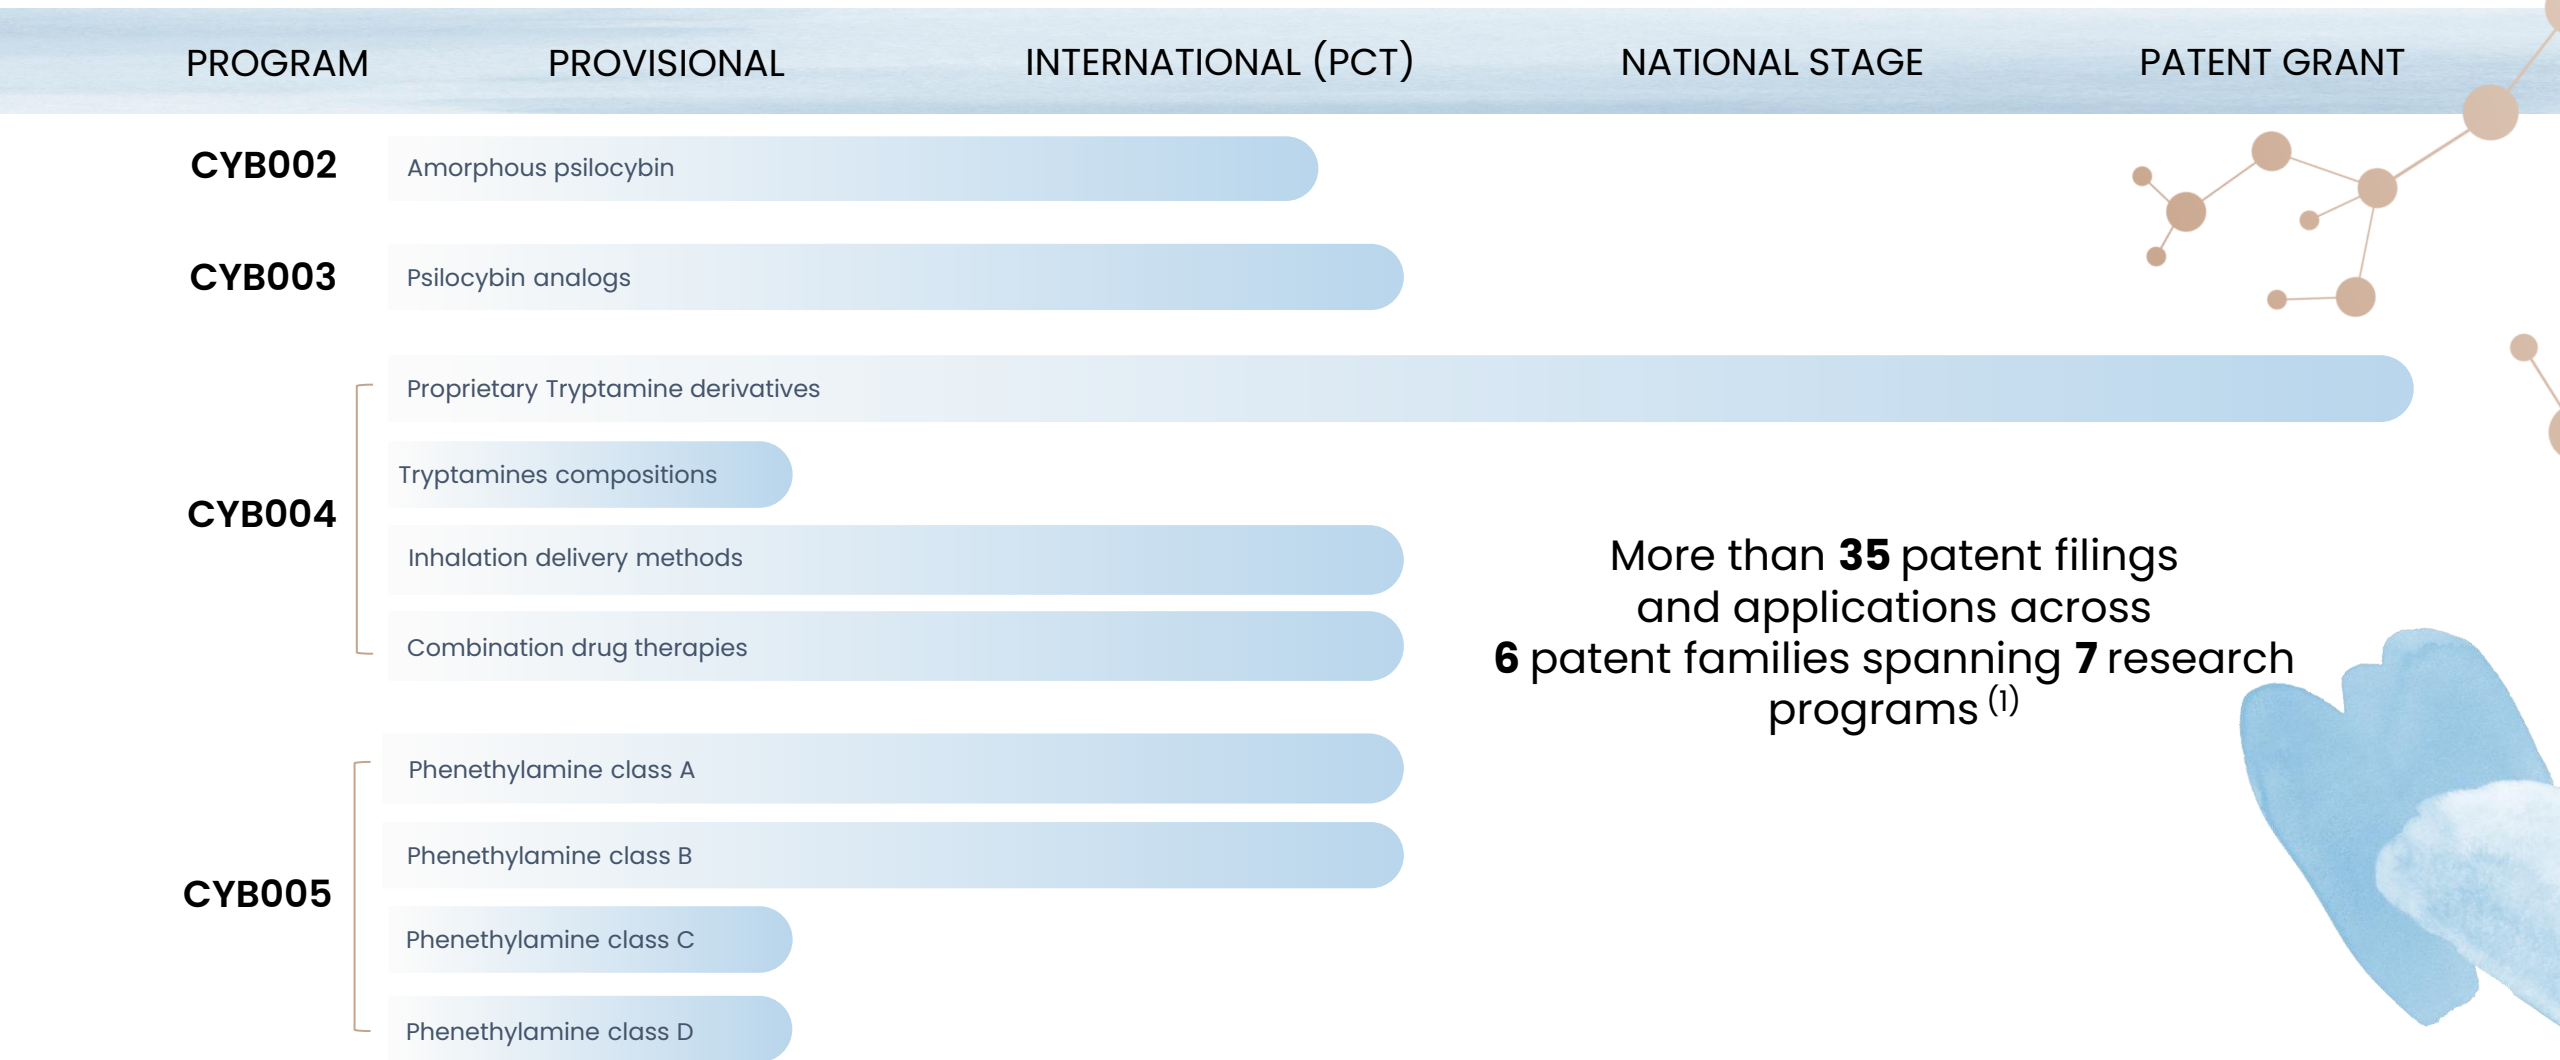 PROGRAM PROVISIONAL INTERNATIONAL (PCT) NATIONAL STAGE PATENT GRANT
CYB002 Amorphous psilocybin
CYB003 Psilocybin analogs
Proprietary Tryptamine derivatives
Tryptamines compositions
CYB004
Inhalation delivery methods
Combination drug therapies
More than 35 patent filings
and applications across
6 patent families spanning 7 research
programs (1)
Phenethylamine class A
Phenethylamine class B
CYB005
Phenethylamine class C
Phenethylamine class D